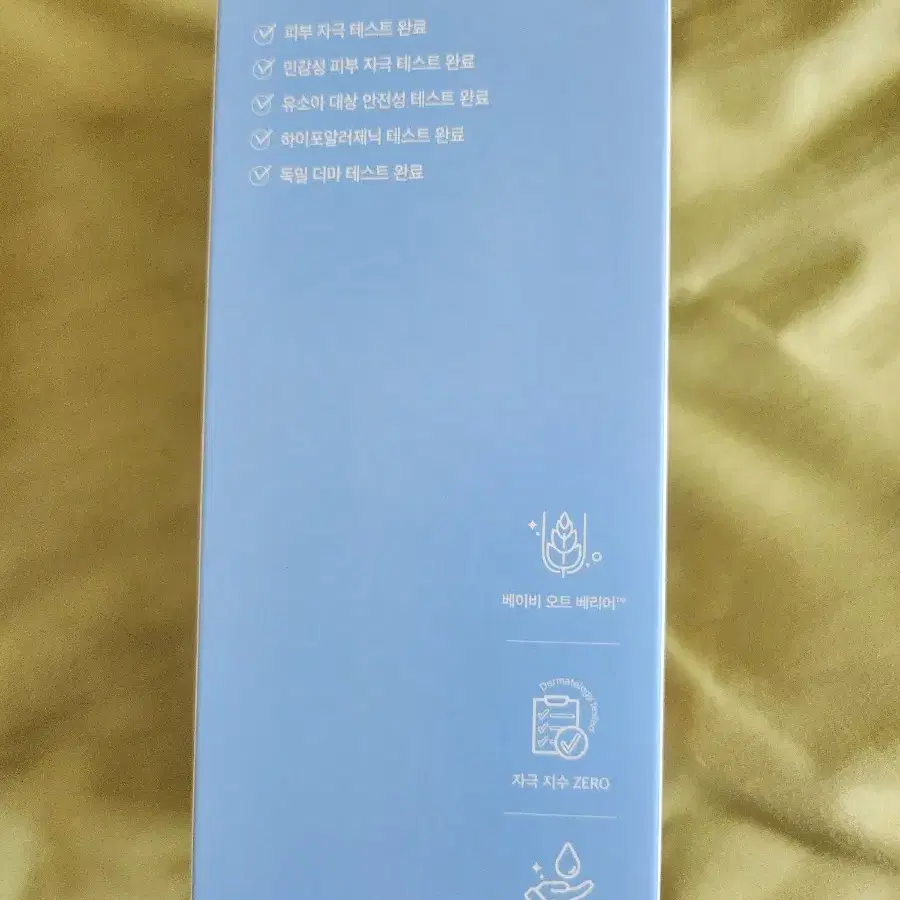 피부 자극 테스트 완료
민감성 피부 자극 테스트 완료
유소아 대상 안전성 테스트 완료
하이포알러제닉 테스트 완료
독일 더마 테스트 완료
베이비 오트 베리어™
Dermatology tested
자극 지수 ZERO